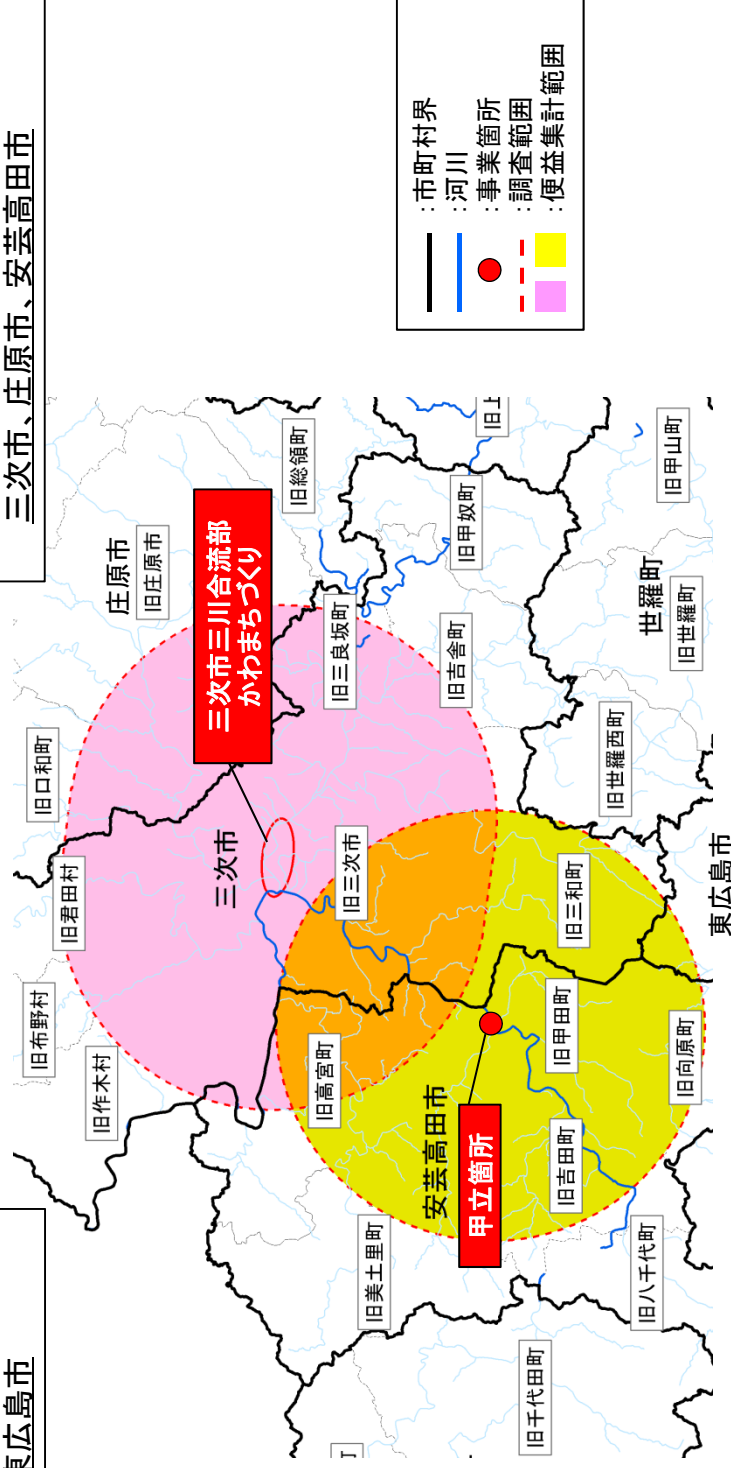 三次市、庄原市、安芸高田市
東広島市
:市町村界
:河川
:事業箇所
:調査範囲
:便益集計範囲
三次市三川合流部
かわまちづくり
甲立箇所
庄原市
旧庄原市
旧総領町
旧口和町
旧君田村
旧布野村
旧作木村
三次市
旧三次市
旧三良坂町
旧吉舎町
旧甲奴町
旧上
旧甲山町
世羅町
旧世羅町
旧世羅西町
旧三和町
旧高宮町
安芸高田市
旧甲田町
旧向原町
旧吉田町
旧美土里町
旧八千代町
旧千代田町
町
東広島市